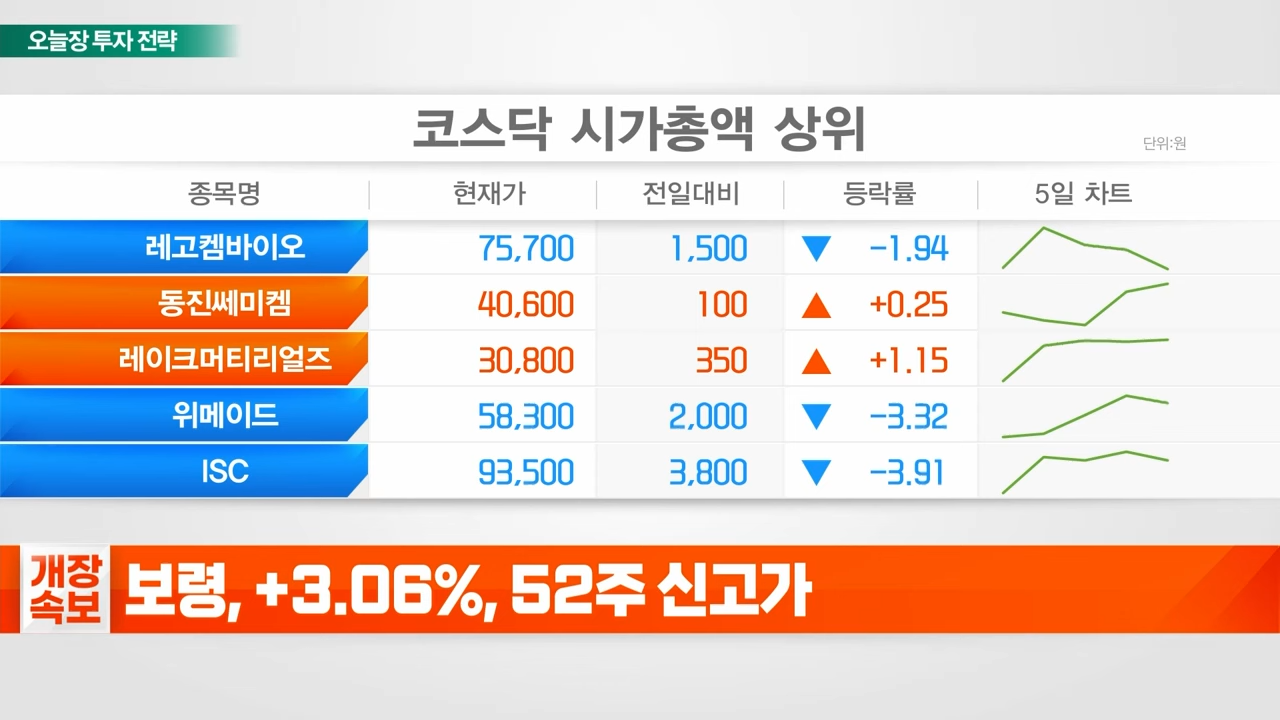 오늘장 투자 전략
코스닥 시가총액 상위
단위:원
종목명 현재가 전일대비 등락률 5일 차트
레고켐바이오 75,700 1,500 ▼ -1.94
동진쎄미켐 40,600 100 ▲ +0.25
레이크머티리얼즈 30,800 350 ▲ +1.15
위메이드 58,300 2,000 ▼ -3.32
ISC 93,500 3,800 ▼ -3.91
개장
속보
보령, +3.06%, 52주 신고가